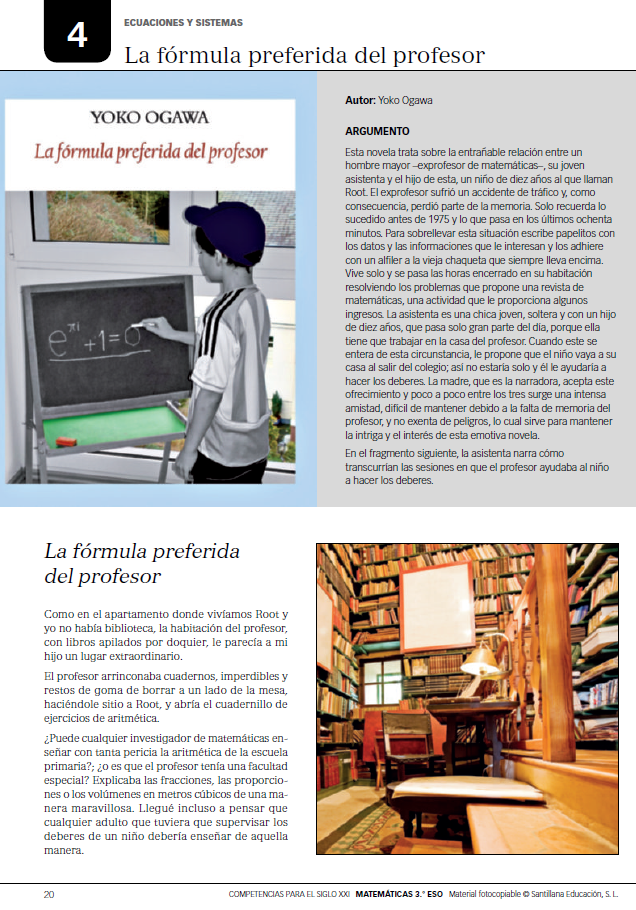 4
ECUACIONES Y SISTEMAS
La fórmula preferida del profesor
YOKO OGAWA
La fórmula preferida del profesor
e^πi +1=0
Autor: Yoko Ogawa
ARGUMENTO
Esta novela trata sobre la entrañable relación entre un
hombre mayor –exprofesor de matemáticas–, su joven
asistenta y el hijo de esta, un niño de diez años al que llaman
Root. El exprofesor sufrió un accidente de tráfico y, como
consecuencia, perdió parte de la memoria. Solo recuerda lo
sucedido antes de 1975 y lo que pasa en los últimos ochenta
minutos. Para sobrellevar esta situación escribe papelitos con
los datos y las informaciones que le interesan y los adhiere
con un alfiler a la vieja chaqueta que siempre lleva encima.
Vive solo y se pasa las horas encerrado en su habitación
resolviendo los problemas que propone una revista de
matemáticas, una actividad que le proporciona algunos
ingresos. La asistenta es una chica joven, soltera y con un hijo
de diez años, que pasa solo gran parte del día, porque ella
tiene que trabajar en la casa del profesor. Cuando este se
entera de esta circunstancia, le propone que el niño vaya a su
casa al salir del colegio; así no estaría solo y él le ayudaría a
hacer los deberes. La madre, que es la narradora, acepta este
ofrecimiento y poco a poco entre los tres surge una intensa
amistad, difícil de mantener debido a la falta de memoria del
profesor, y no exenta de peligros, lo cual sirve para mantener
la intriga y el interés de esta emotiva novela.
En el fragmento siguiente, la asistenta narra cómo
transcurrían las sesiones en que el profesor ayudaba al niño
a hacer los deberes.
La fórmula preferida
del profesor
Como en el apartamento donde vivíamos Root y
yo no había biblioteca, la habitación del profesor,
con libros apilados por doquier, le parecía a mi
hijo un lugar extraordinario.
El profesor arrinconaba cuadernos, imperdibles y
restos de goma de borrar a un lado de la mesa,
haciéndole sitio a Root, y abría el cuadernillo de
ejercicios de aritmética.
¿Puede cualquier investigador de matemáticas en-
señar con tanta pericia la aritmética de la escuela
primaria?; ¿o es que el profesor tenía una facultad
especial? Explicaba las fracciones, las proporcio-
nes o los volúmenes en metros cúbicos de una ma-
nera maravillosa. Llegué incluso a pensar que
cualquier adulto que tuviera que supervisar los
deberes de un niño debería enseñar de aquella
manera.
20
COMPETENCIAS PARA EL SIGLO XXI MATEMÁTICAS 3.° ESO Material fotocopiable © Santillana Educación, S. L.